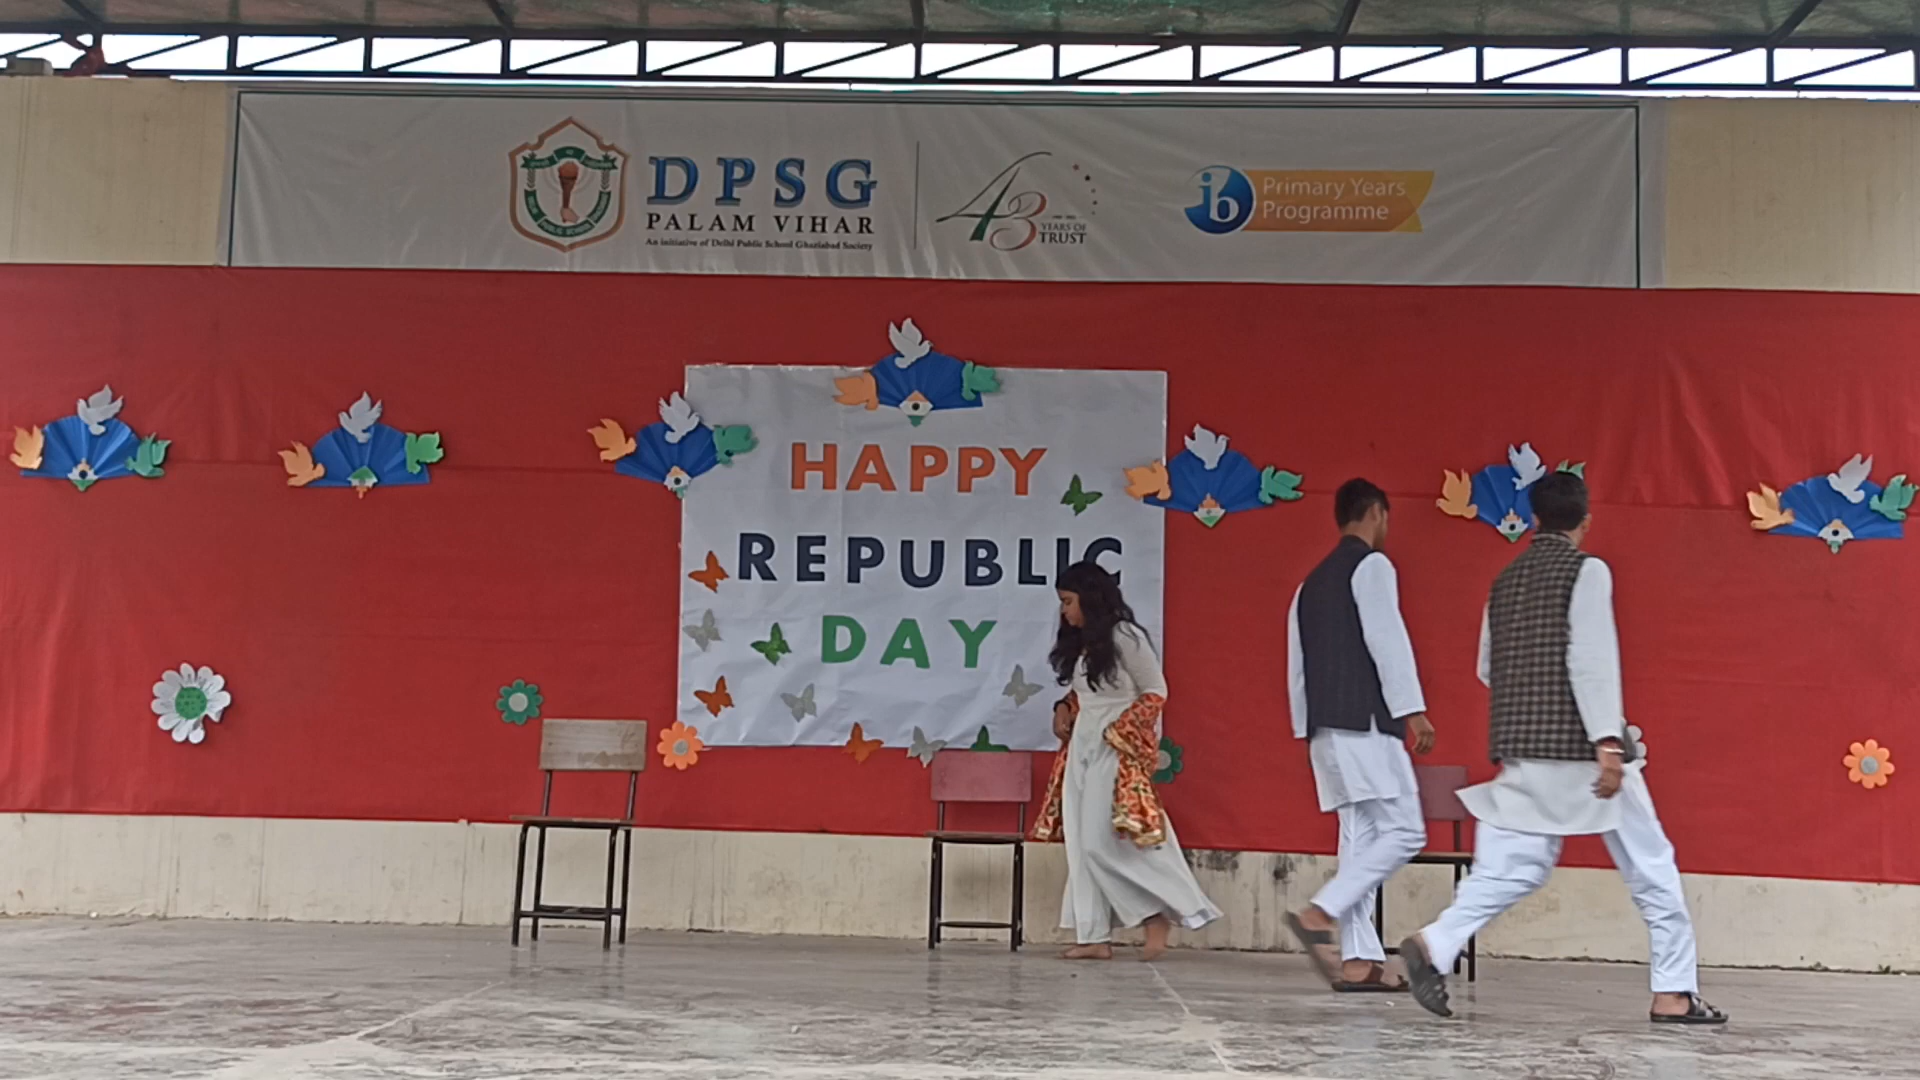 DPSG
PALAM VIHAR
An initiative of Delhi Public School Ghaziabad Society
43
YEARS OF
TRUST
ib
Primary Years
Programme
HAPPY
REPUBLIC
DAY